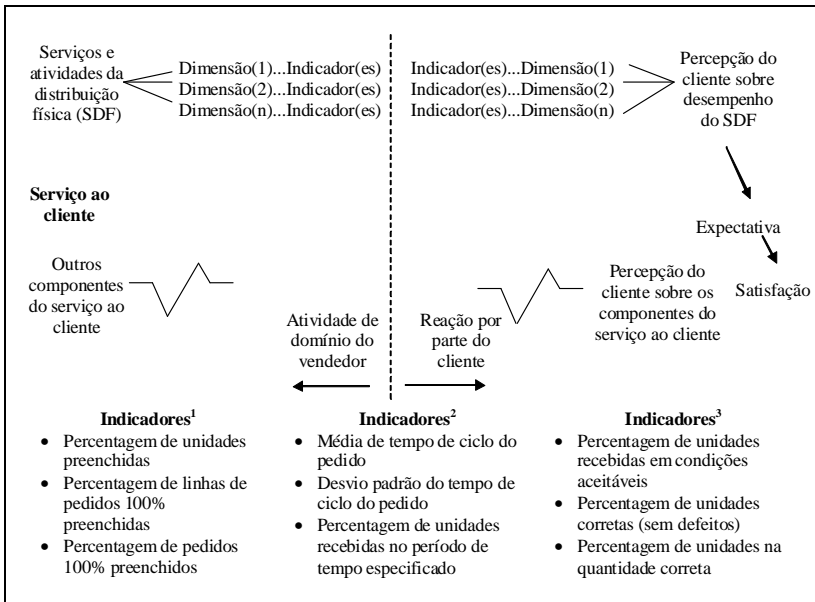 Serviços e
atividades da
distribuição
física (SDF)
Dimensão(1)...Indicador(es)
Dimensão(2)...Indicador(es)
Dimensão(n)...Indicador(es)
Indicador(es)...Dimensão(1)
Indicador(es)...Dimensão(2)
Indicador(es)...Dimensão(n)
Percepção do
cliente sobre
desempenho
do SDF
Serviço ao
cliente
Expectativa
Satisfação
Outros
componentes
do serviço ao
cliente
Percepção do
cliente sobre os
componentes do
serviço ao cliente
Atividade de
domínio do
vendedor
Reação por
parte do
cliente
Indicadores¹
• Percentagem de unidades
preenchidas
• Percentagem de linhas de
pedidos 100%
preenchidas
• Percentagem de pedidos
100% preenchidos
Indicadores²
• Média de tempo de ciclo do
pedido
• Desvio padrão do tempo de
ciclo do pedido
• Percentagem de unidades
recebidas no período de
tempo especificado
Indicadores³
• Percentagem de unidades
recebidas em condições
aceitáveis
• Percentagem de unidades
corretas (sem defeitos)
• Percentagem de unidades na
quantidade correta